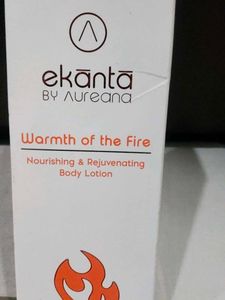 ekāntā
BY Aureana
Warmth of the Fire
Nourishing & Rejuvenating
Body Lotion